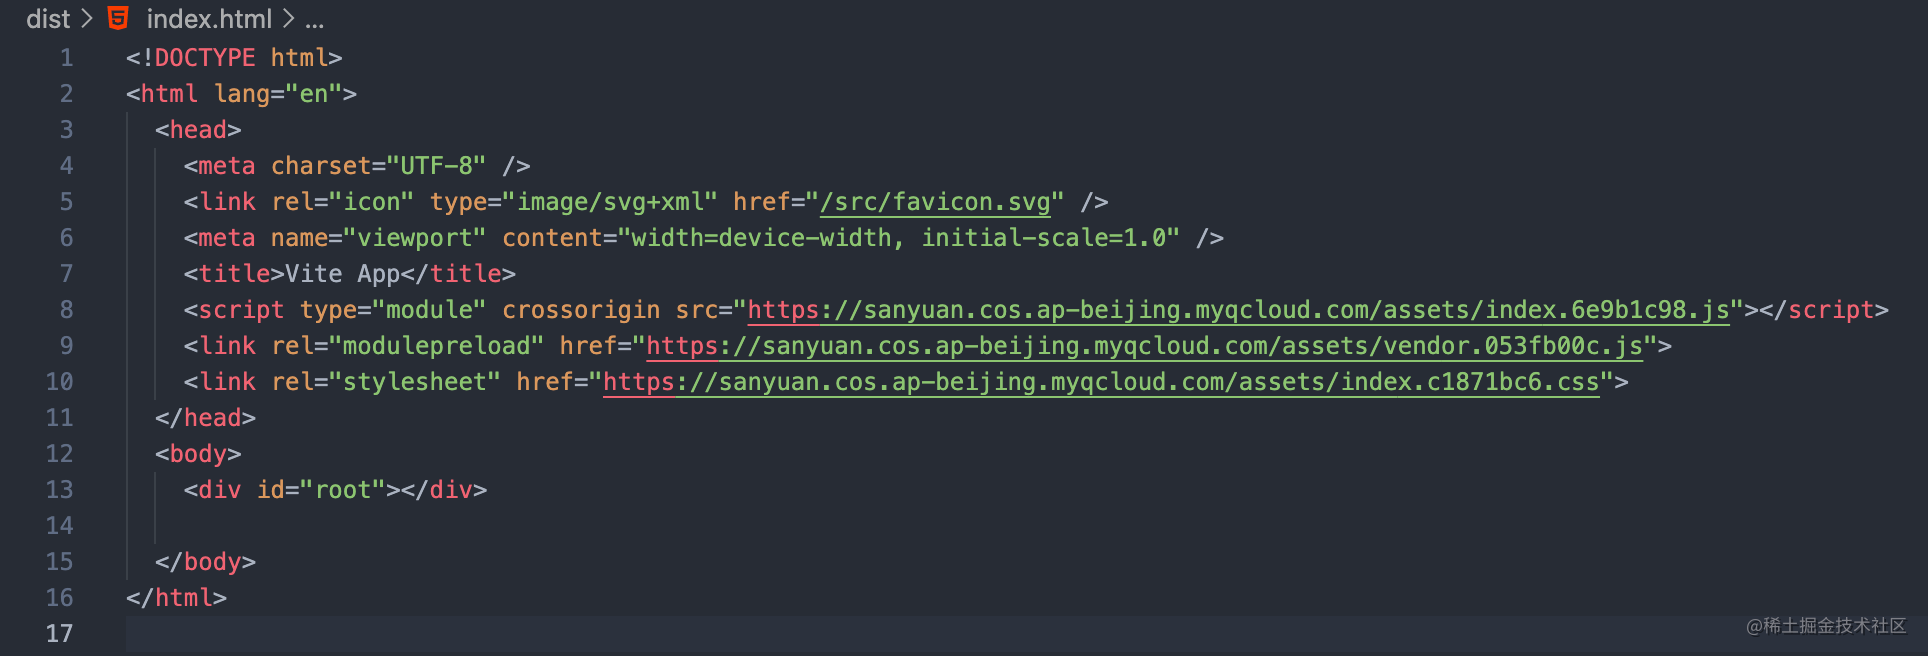 dist > index.html > ...
1 <!DOCTYPE html>
2 <html lang="en">
3   <head>
4     <meta charset="UTF-8" />
5     <link rel="icon" type="image/svg+xml" href="/src/favicon.svg" />
6     <meta name="viewport" content="width=device-width, initial-scale=1.0" />
7     <title>Vite App</title>
8     <script type="module" crossorigin src="https://sanyuan.cos.ap-beijing.myqcloud.com/assets/index.6e9b1c98.js"></script>
9     <link rel="modulepreload" href="https://sanyuan.cos.ap-beijing.myqcloud.com/assets/vendor.053fb00c.js">
10     <link rel="stylesheet" href="https://sanyuan.cos.ap-beijing.myqcloud.com/assets/index.c1871bc6.css">
11   </head>
12   <body>
13     <div id="root"></div>
14
15   </body>
16 </html>
17
@稀土掘金技术社区